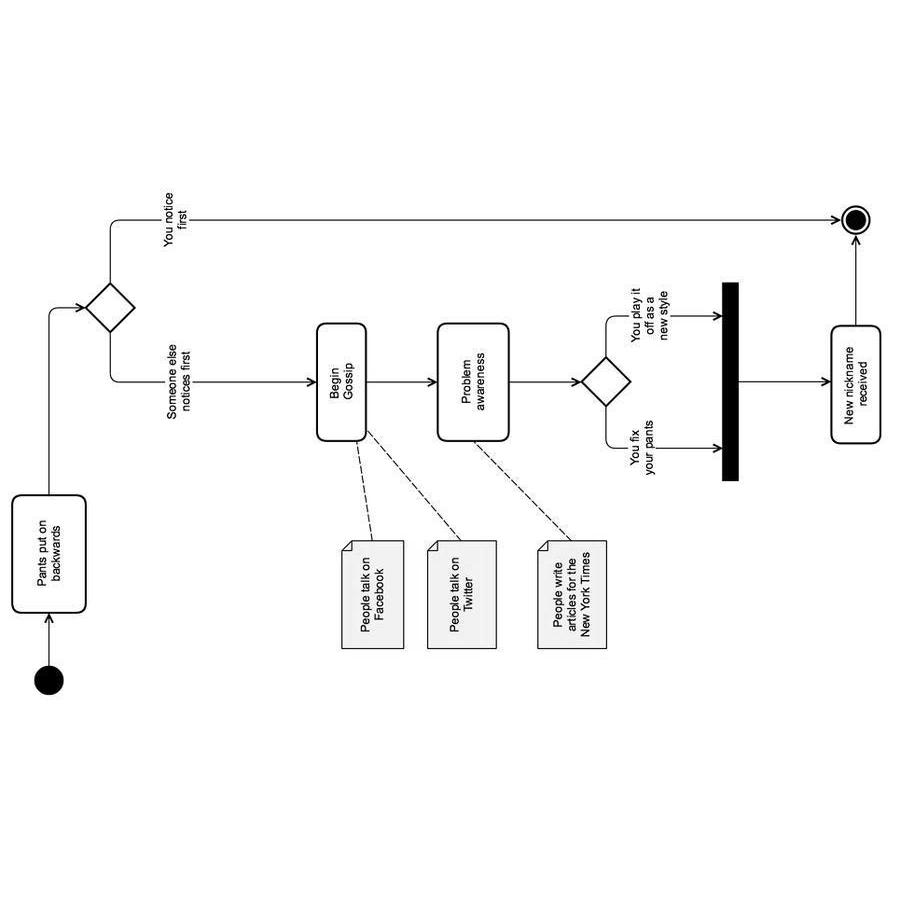 Pants put on
backwards
You notice
first
Someone else
notices first
Begin
Gossip
People talk on
Facebook
People talk on
Twitter
Problem
awareness
People write
articles for the
New York Times
You fix
your pants
You play it
off as a
new style
New nickname
received